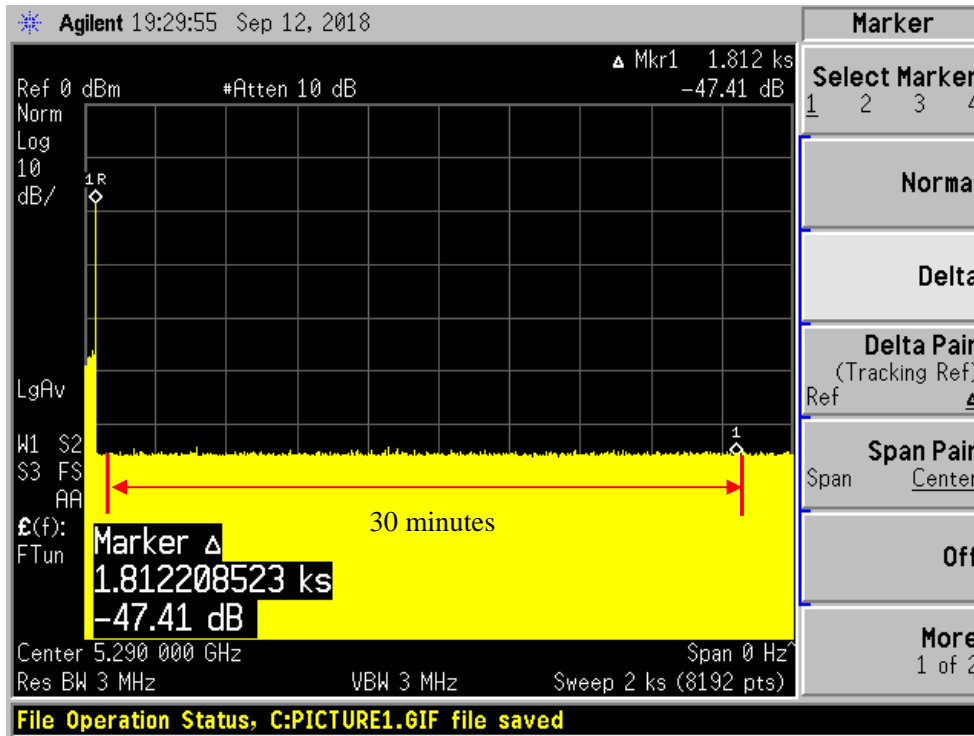 Agilent 19:29:55 Sep 12, 2018
Marker
Δ Mkr1 1.812 ks
Ref 0 dBm #Atten 10 dB -47.41 dB
Norm
Log
10
dB/
1R
LgAv
1
W1 S2
S3 FS
AA
£(f):
FTun
30 minutes
Marker Δ
1.812208523 ks
-47.41 dB
Center 5.290 000 GHz Span 0 Hz^
Res BW 3 MHz VBW 3 MHz Sweep 2 ks (8192 pts)
File Operation Status, C:PICTURE1.GIF file saved
Select Marker
1 2 3 4
Norma
Delta
Delta Pair
(Tracking Ref)
Ref Δ
Span Pair
Span Center
Off
More
1 of 2